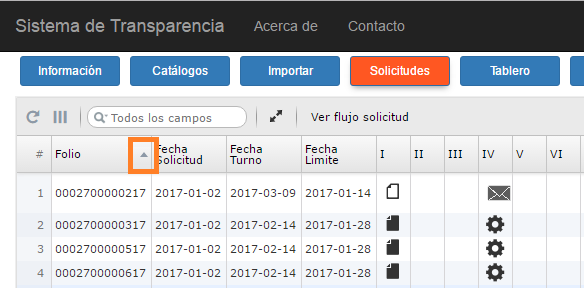 Sistema de Transparencia Acerca de Contacto
Información Catálogos Importar Solicitudes Tablero
Todos los campos Ver flujo solicitud
# Folio Fecha Solicitud Fecha Turno Fecha Limite I II III IV V VI
1 0002700000217 2017-01-02 2017-03-09 2017-01-14
2 0002700000317 2017-01-02 2017-02-14 2017-01-28
3 0002700000517 2017-01-02 2017-02-14 2017-01-28
4 0002700000617 2017-01-02 2017-02-14 2017-01-28